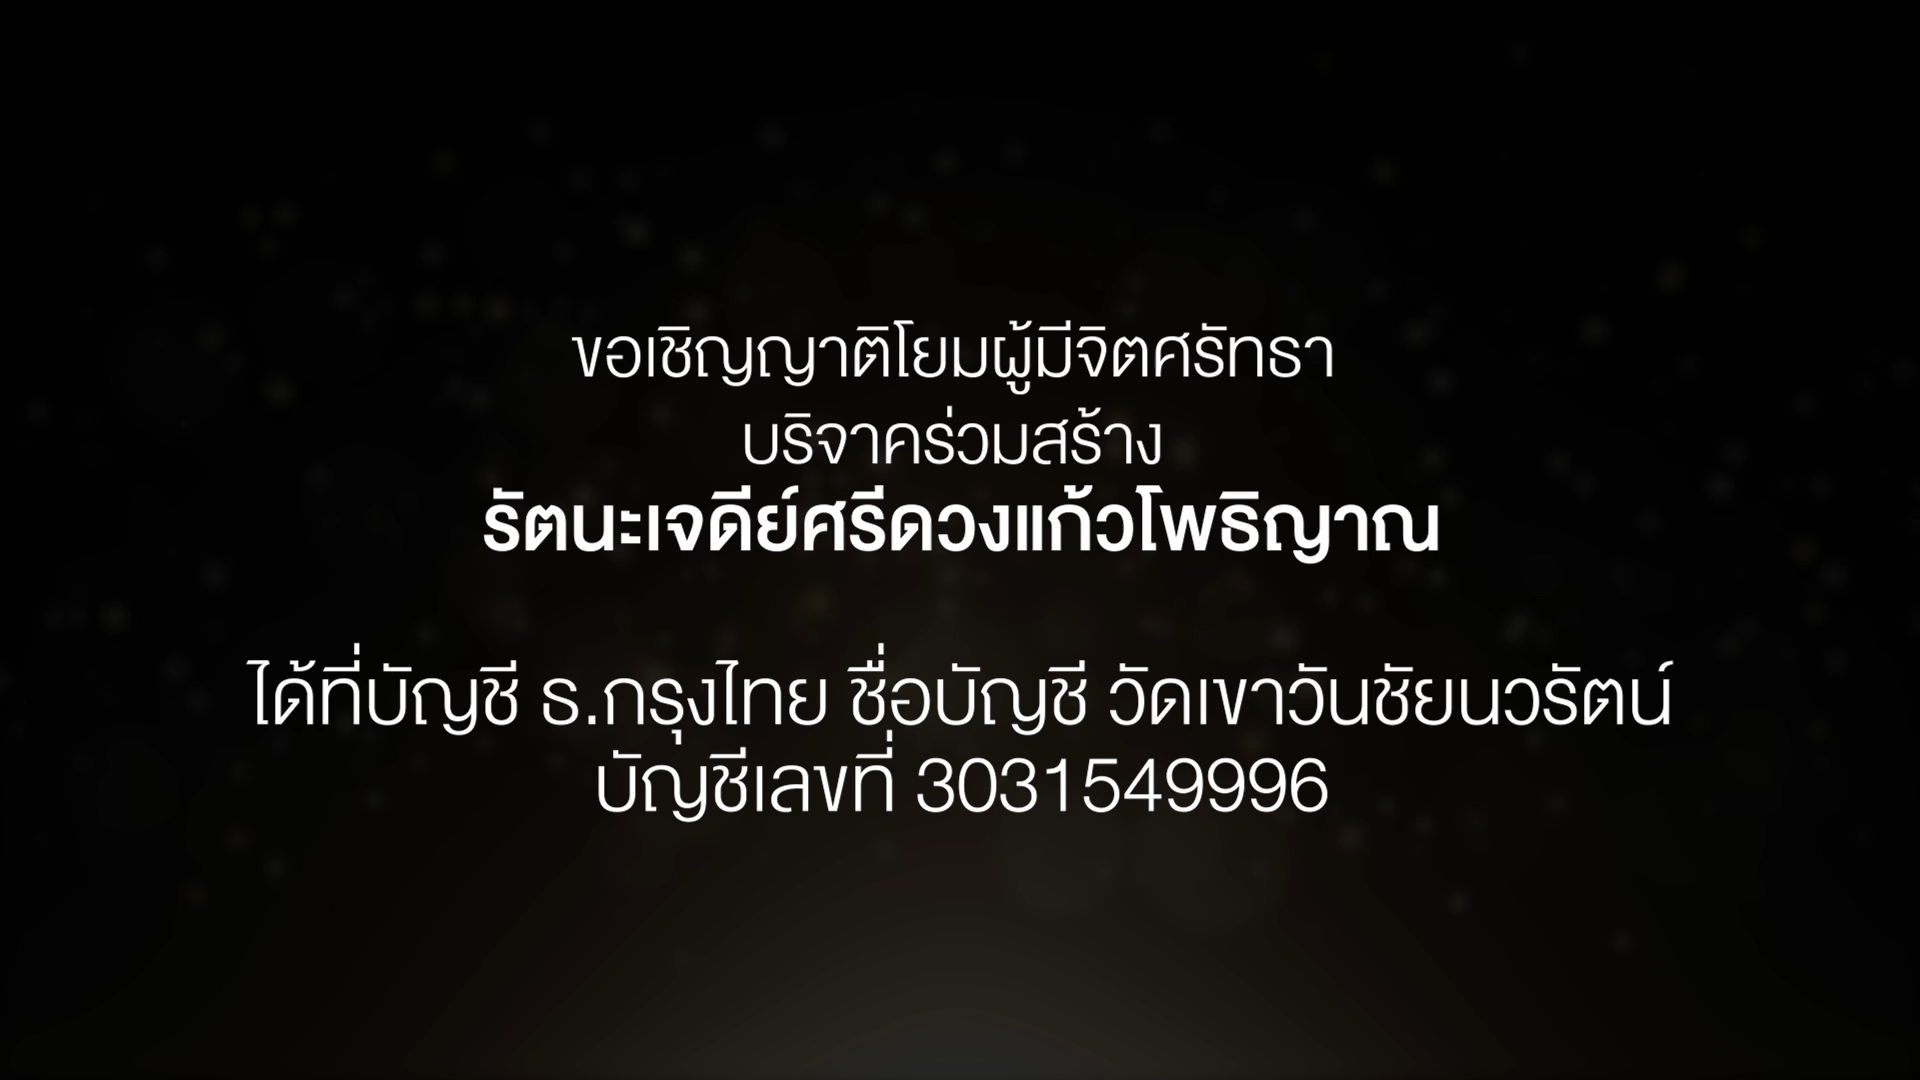 ขอเชิญญาติโยมผู้มีจิตศรัทธา
บริจาคร่วมสร้าง
รัตนะเจดีย์ศรีดวงแก้วโพธิญาณ
ได้ที่บัญชี ธ.กรุงไทย ชื่อบัญชี วัดเขาวันชัยนวรัตน์
บัญชีเลขที่ 3031549996